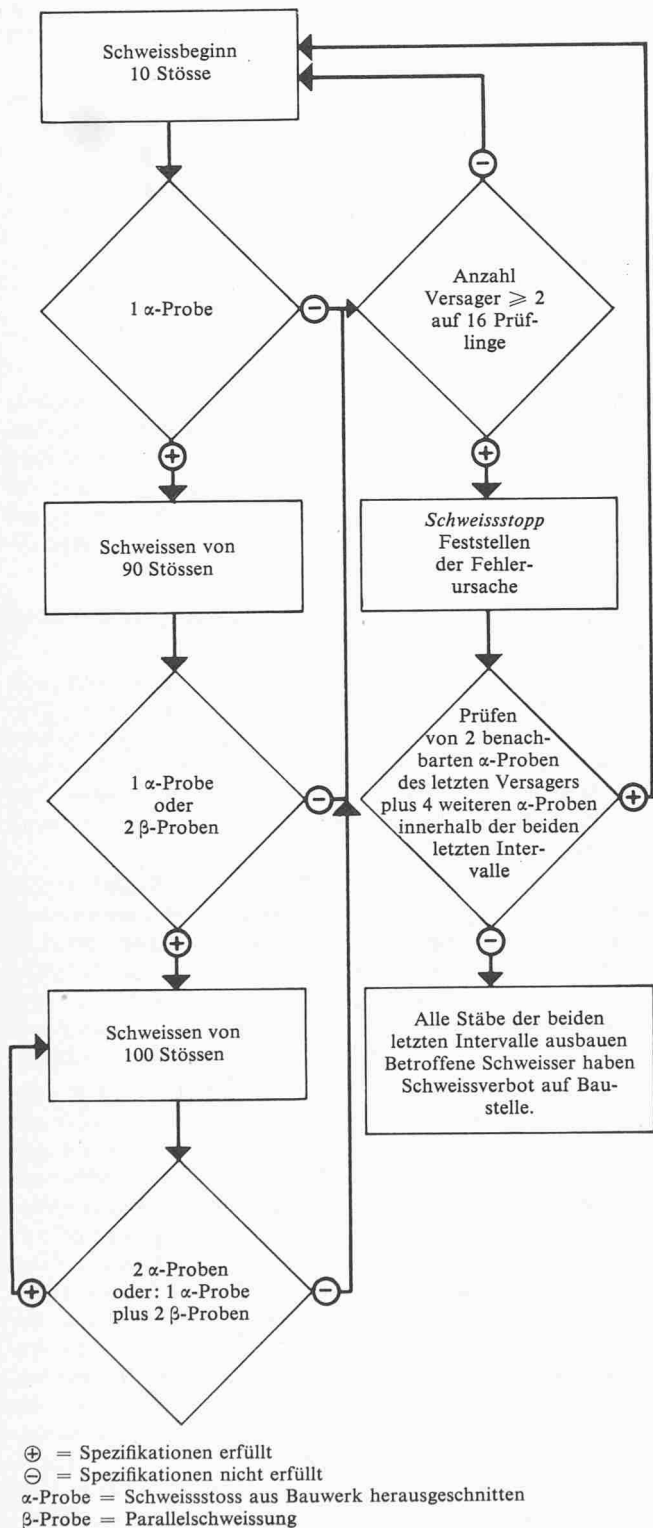 Schweissbeginn
10 Stösse
1 α-Probe
⊖
⊕
Schweissen von
90 Stössen
1 α-Probe
oder
2 β-Proben
⊖
⊕
Schweissen von
100 Stössen
2 α-Proben
oder: 1 α-Probe
plus 2 β-Proben
⊕
⊖
⊖
Anzahl
Versager ⩾ 2
auf 16 Prüf-
linge
⊕
Schweissstopp
Feststellen
der Fehler-
ursache
Prüfen
von 2 benach-
barten α-Proben
des letzten Versagers
plus 4 weiteren α-Proben
innerhalb der beiden
letzten Inter-
valle
⊕
⊖
Alle Stäbe der beiden
letzten Intervalle ausbauen
Betroffene Schweisser haben
Schweissverbot auf Bau-
stelle.
⊕ = Spezifikationen erfüllt
⊖ = Spezifikationen nicht erfüllt
α-Probe = Schweissstoss aus Bauwerk herausgeschnitten
β-Probe = Parallelschweissung